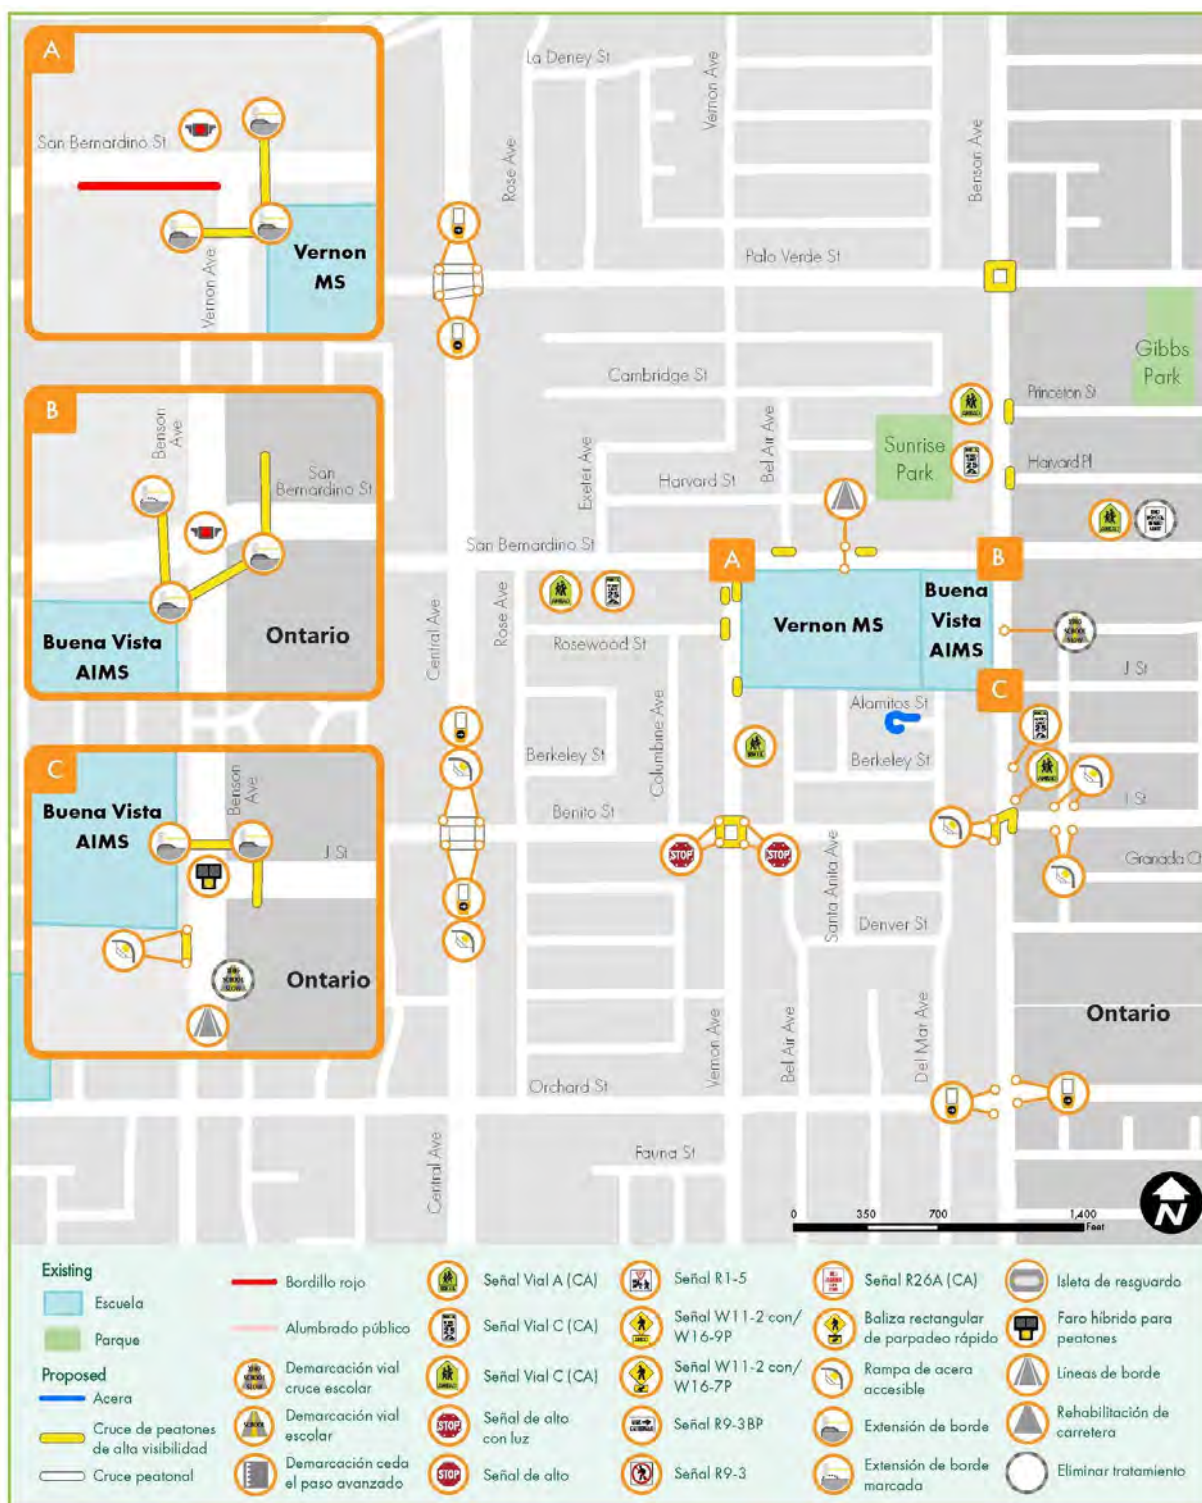 A
San Bernardino St
Vernon Ave
Vernon
MS
B
Benson
Ave
San
Bernardino St
Buena Vista
AIMS
Ontario
C
Buena Vista
AIMS
Benson
Ave
J St
Ontario
La Deney St
Vernon Ave
Rose Ave
Benson Ave
Palo Verde St
Gibbs
Park
Cambridge St
Princeton St
Bel Air Ave
Sunrise
Park
Exeter Ave
Harvard St
Harvard Pl
San Bernardino St
A
B
Rose Ave
Central Ave
Rosewood St
Vernon MS
Buena
Vista
AIMS
J St
C
Columbine Ave
Alamitos St
Berkeley St
Berkeley St
I St
Benito St
STOP
STOP
Granada Ct
Santa Anita Ave
Denver St
Ontario
Vernon Ave
Bel Air Ave
Del Mar Ave
Orchard St
Central Ave
Fauna St
0 350 700 1,400
Feet
N
Existing
Escuela
Parque
Proposed
Acera
Cruce de peatones
de alta visibilidad
Cruce peatonal
Bordillo rojo
Alumbrado público
Demarcación vial
cruce escolar
Demarcación vial
escolar
Demarcación ceda
el paso avanzado
Señal Vial A (CA)
Señal Vial C (CA)
Señal Vial C (CA)
STOP
Señal de alto
con luz
STOP
Señal de alto
Señal R1-5
Señal W11-2 con/
W16-9P
Señal W11-2 con/
W16-7P
Señal R9-3BP
Señal R9-3
Señal R26A (CA)
Baliza rectangular
de parpadeo rápido
Rampa de acera
accesible
Extensión de borde
Extensión de borde
marcada
Isleta de resguardo
Faro híbrido para
peatones
Líneas de borde
Rehabilitación de
carretera
Eliminar tratamiento